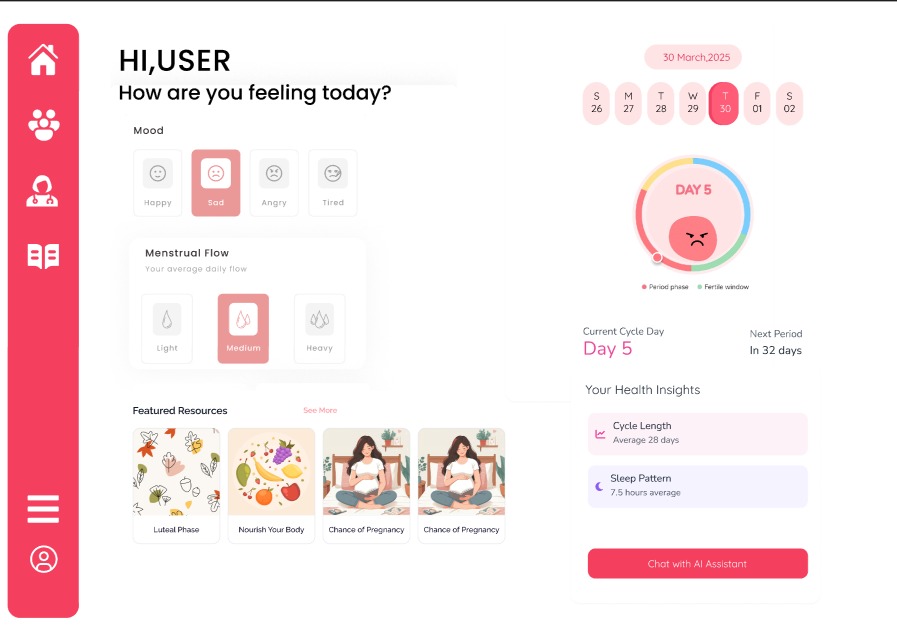 HI,USER
How are you feeling today?
Mood
Happy
Sad
Angry
Tired
Menstrual Flow
Your average daily flow
Light
Medium
Heavy
Featured Resources
See More
Luteal Phase
Nourish Your Body
Chance of Pregnancy
Chance of Pregnancy
30 March,2025
S M T W T F S
26 27 28 29 30 01 02
DAY 5
Period phase
Fertile window
Current Cycle Day
Day 5
Next Period
In 32 days
Your Health Insights
Cycle Length
Average 28 days
Sleep Pattern
7.5 hours average
Chat with AI Assistant